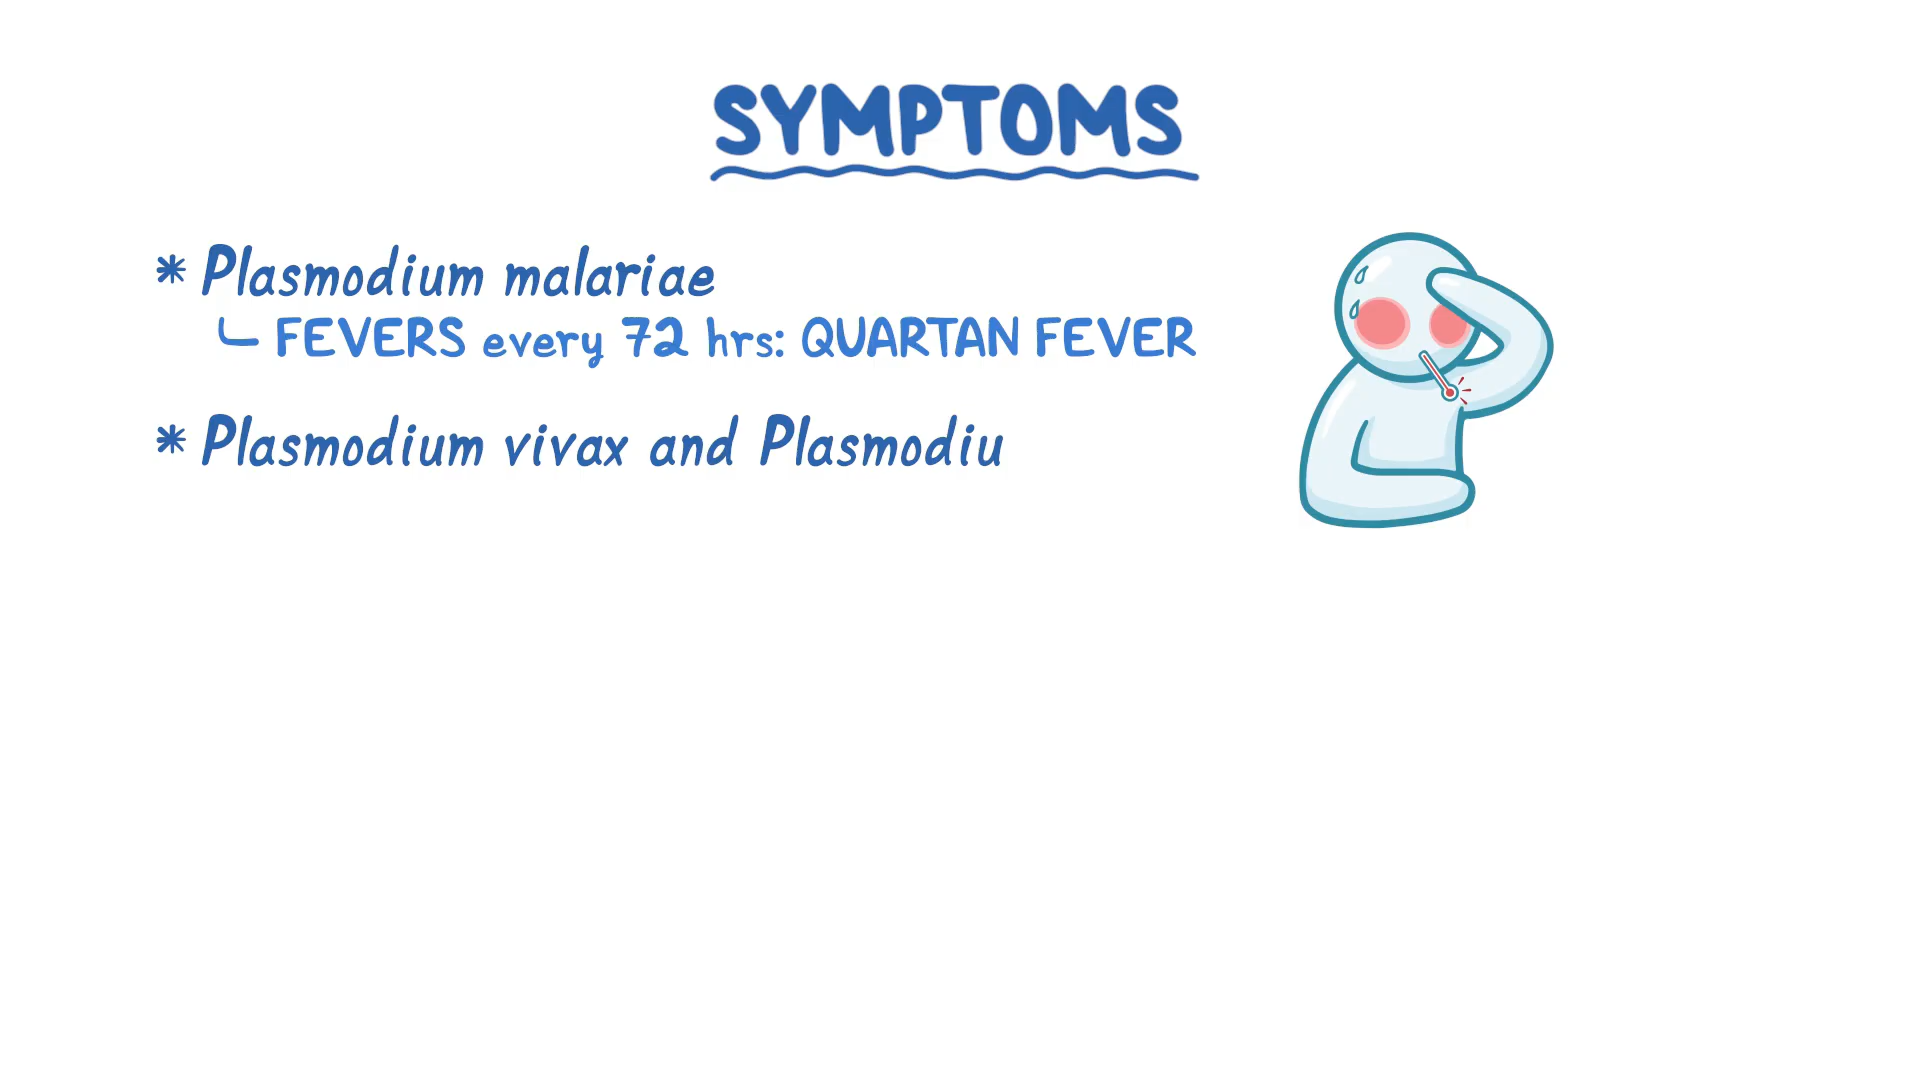 SYMPTOMS
* Plasmodium malariae
FEVERS every 72 hrs: QUARTAN FEVER
* Plasmodium vivax and Plasmodiu